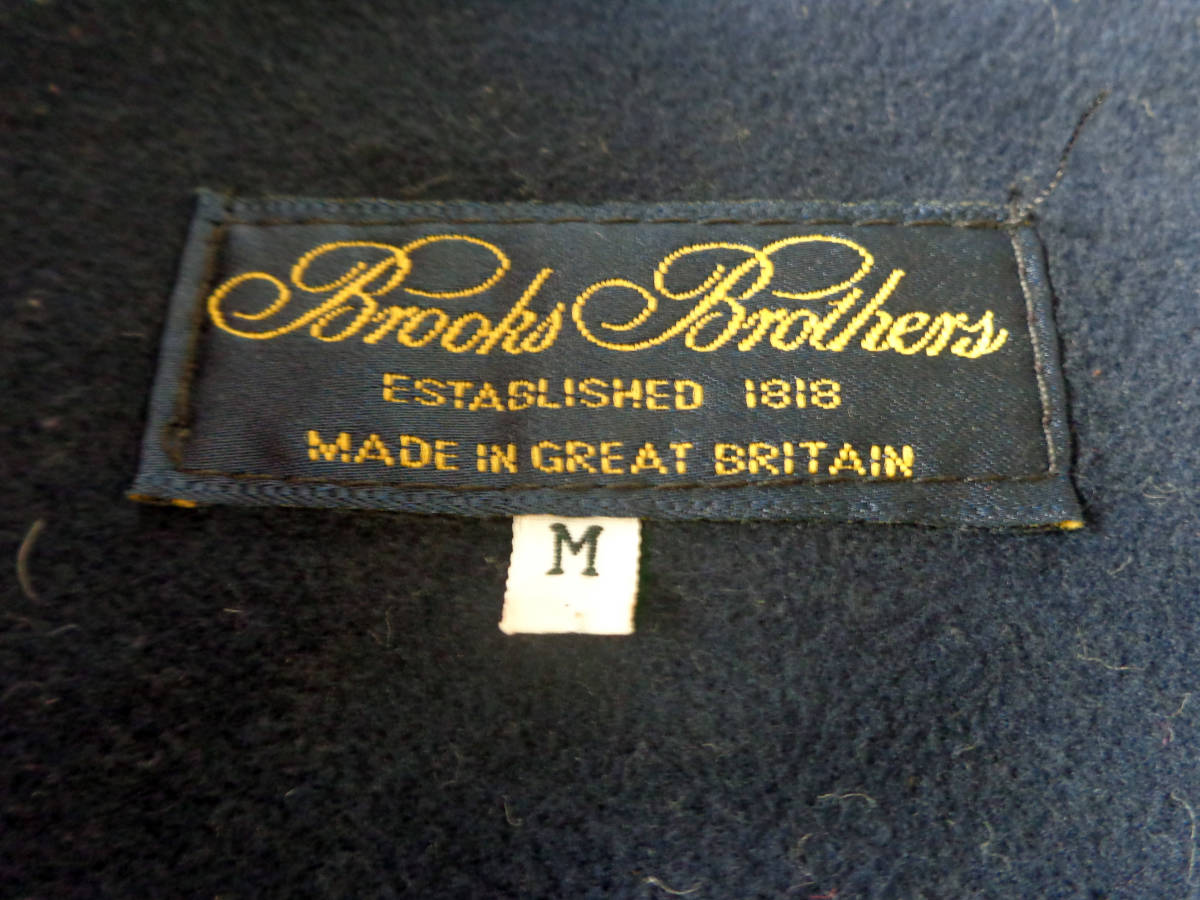 Brooks Brothers
ESTABLISHED 1818
MADE IN GREAT BRITAIN
M